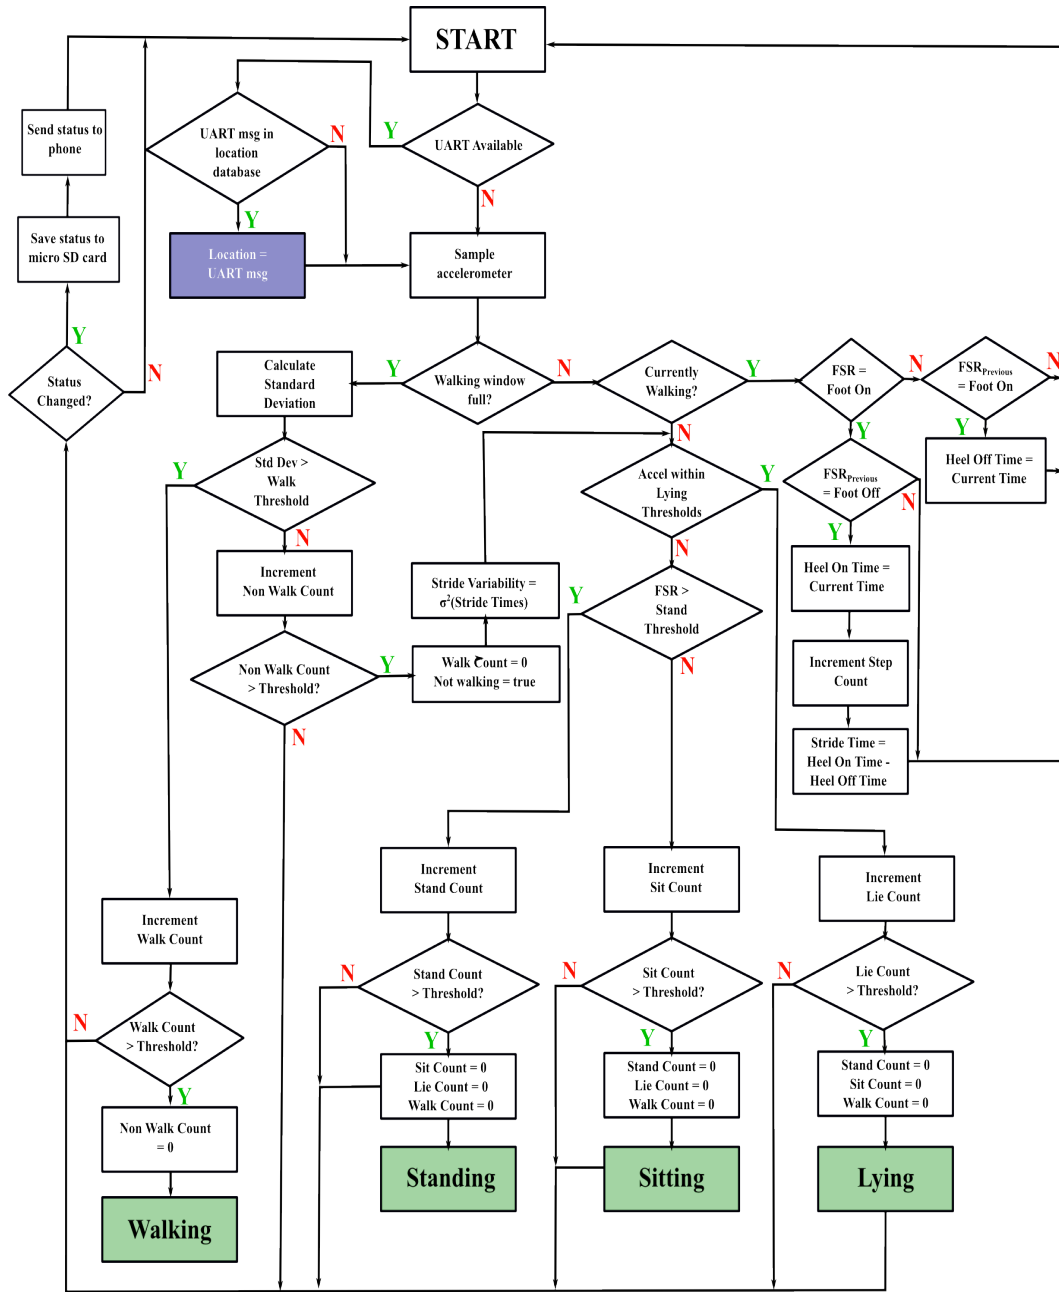 START
Send status to
phone
UART msg in
location
database
N
Y
UART Available
Y
N
Save status to
micro SD card
Location =
UART msg
Sample
accelerometer
Y
Status
Changed?
N
Calculate
Standard
Deviation
Y
Walking window
full?
N
Currently
Walking?
Y
N
FSR =
Foot On
N
Y
FSRPrevious
= Foot On
N
Y
Heel Off Time =
Current Time
Y
Std Dev >
Walk
Threshold
N
Accel within
Lying
Thresholds
Y
N
FSRPrevious
= Foot Off
N
Y
Increment
Non Walk Count
Stride Variability =
σ²(Stride Times)
Y
FSR >
Stand
Threshold
N
Heel On Time =
Current Time
Non Walk Count
> Threshold?
Y
N
Walk Count = 0
Not walking = true
Increment Step
Count
Stride Time =
Heel On Time -
Heel Off Time
Increment
Stand Count
Increment
Sit Count
Increment
Lie Count
Increment
Walk Count
N
Stand Count
> Threshold?
Y
N
Sit Count
> Threshold?
Y
N
Lie Count
> Threshold?
Y
N
Walk Count
> Threshold?
Y
Sit Count = 0
Lie Count = 0
Walk Count = 0
Stand Count = 0
Lie Count = 0
Walk Count = 0
Stand Count = 0
Sit Count = 0
Walk Count = 0
Non Walk Count
= 0
Standing
Sitting
Lying
Walking